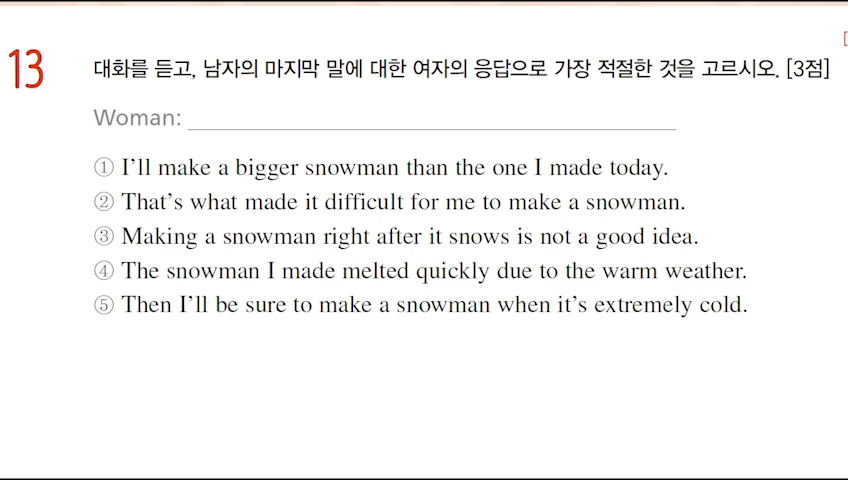 13
대화를 듣고, 남자의 마지막 말에 대한 여자의 응답으로 가장 적절한 것을 고르시오. [3점]
Woman:
① I’ll make a bigger snowman than the one I made today.
② That’s what made it difficult for me to make a snowman.
③ Making a snowman right after it snows is not a good idea.
④ The snowman I made melted quickly due to the warm weather.
⑤ Then I’ll be sure to make a snowman when it’s extremely cold.